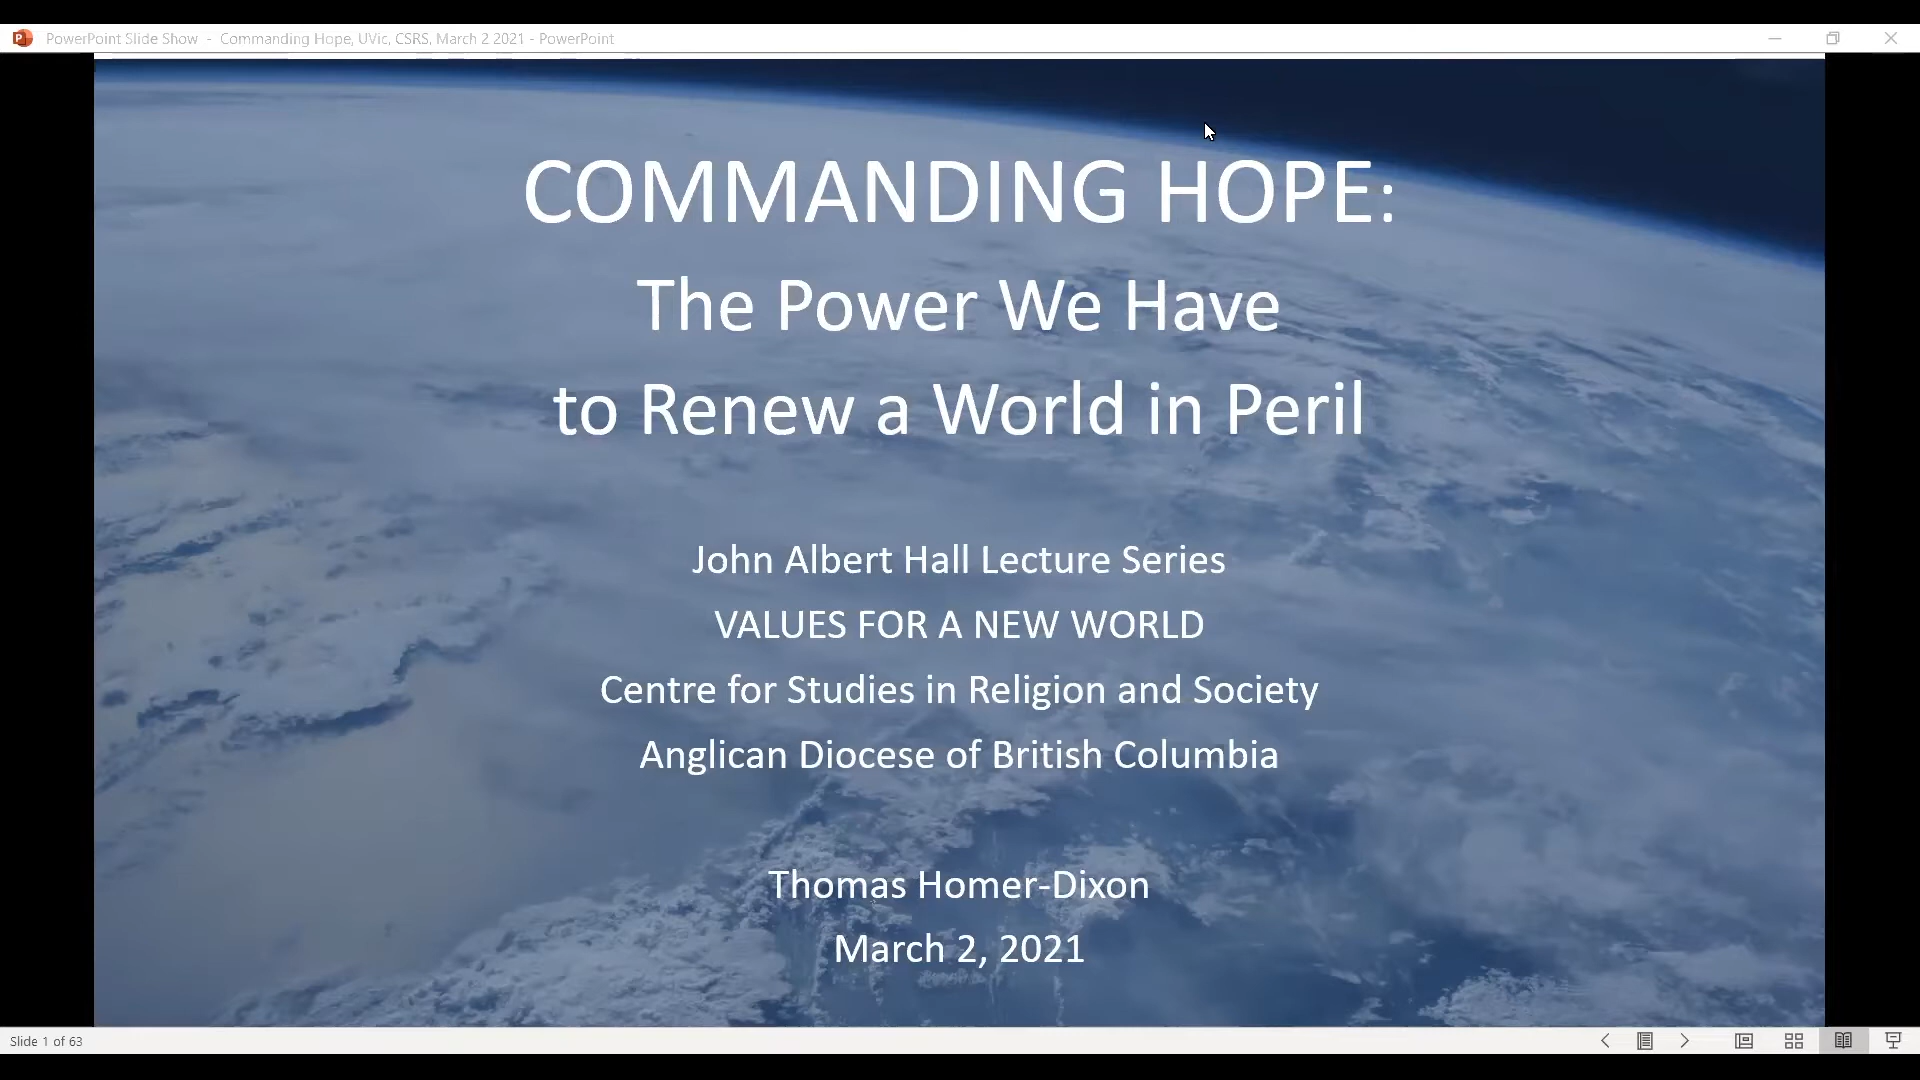 PowerPoint Slide Show - Commanding Hope, UVic, CSRS, March 2 2021 - PowerPoint
COMMANDING HOPE:
The Power We Have
to Renew a World in Peril
John Albert Hall Lecture Series
VALUES FOR A NEW WORLD
Centre for Studies in Religion and Society
Anglican Diocese of British Columbia
Thomas Homer-Dixon
March 2, 2021
Slide 1 of 63